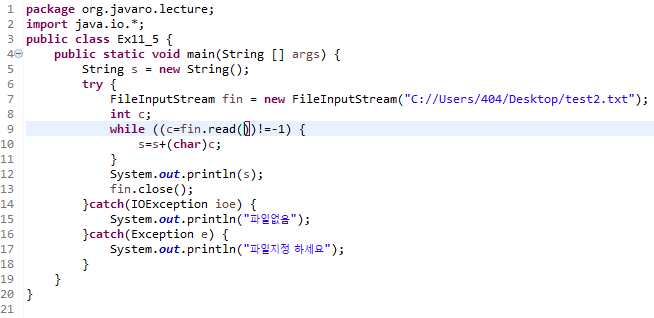 1 package org.javaro.lecture;
2 import java.io.*;
3 public class Ex11_5 {
4 public static void main(String [] args) {
5 String s = new String();
6 try {
7 FileInputStream fin = new FileInputStream("C://Users/404/Desktop/test2.txt");
8 int c;
9 while ((c=fin.read())!=-1) {
10 s=s+(char)c;
11 }
12 System.out.println(s);
13 fin.close();
14 }catch(IOException ioe) {
15 System.out.println("파일없음");
16 }catch(Exception e) {
17 System.out.println("파일지정 하세요");
18 }
19 }
20 }
21